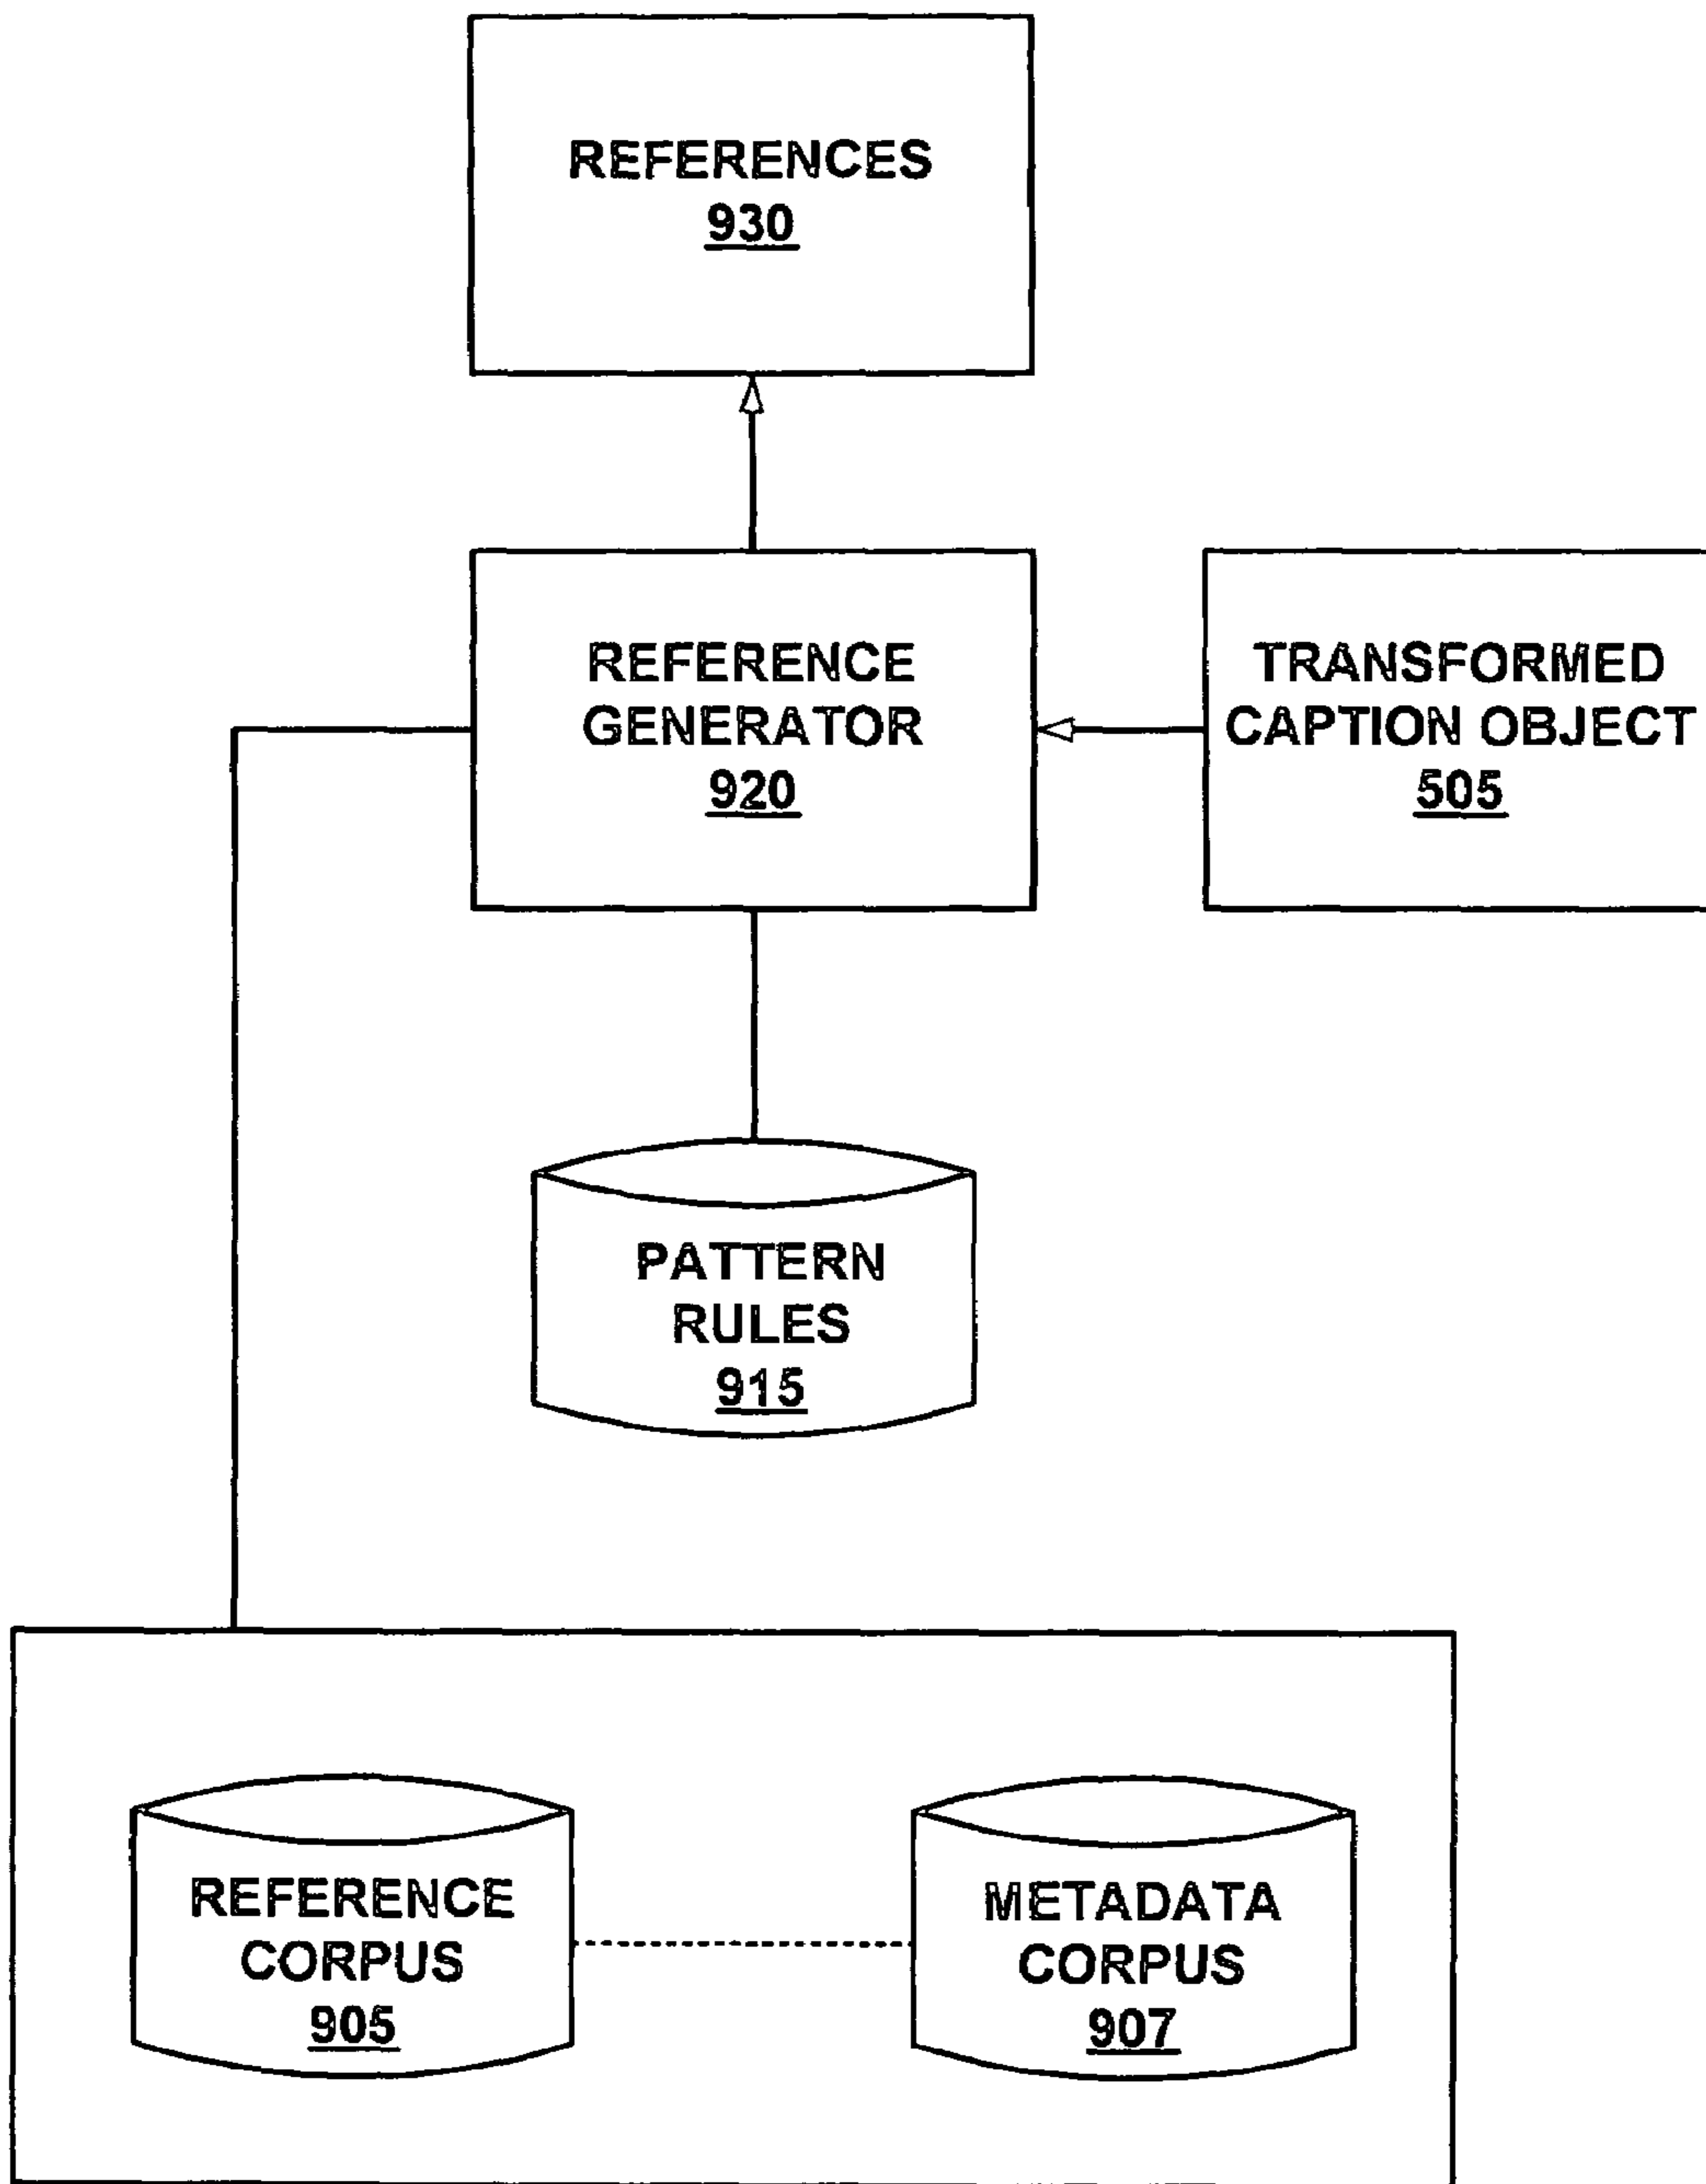 REFERENCES
930
REFERENCE
GENERATOR
920
TRANSFORMED
CAPTION OBJECT
505
PATTERN
RULES
915
REFERENCE
CORPUS
905
METADATA
CORPUS
907